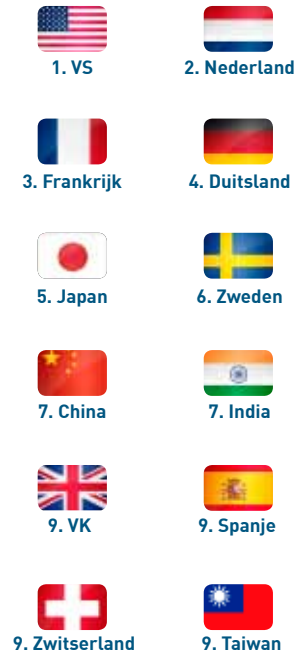 1. VS
2. Nederland
3. Frankrijk
4. Duitsland
5. Japan
6. Zweden
7. China
7. India
9. VK
9. Spanje
9. Zwitserland
9. Taiwan